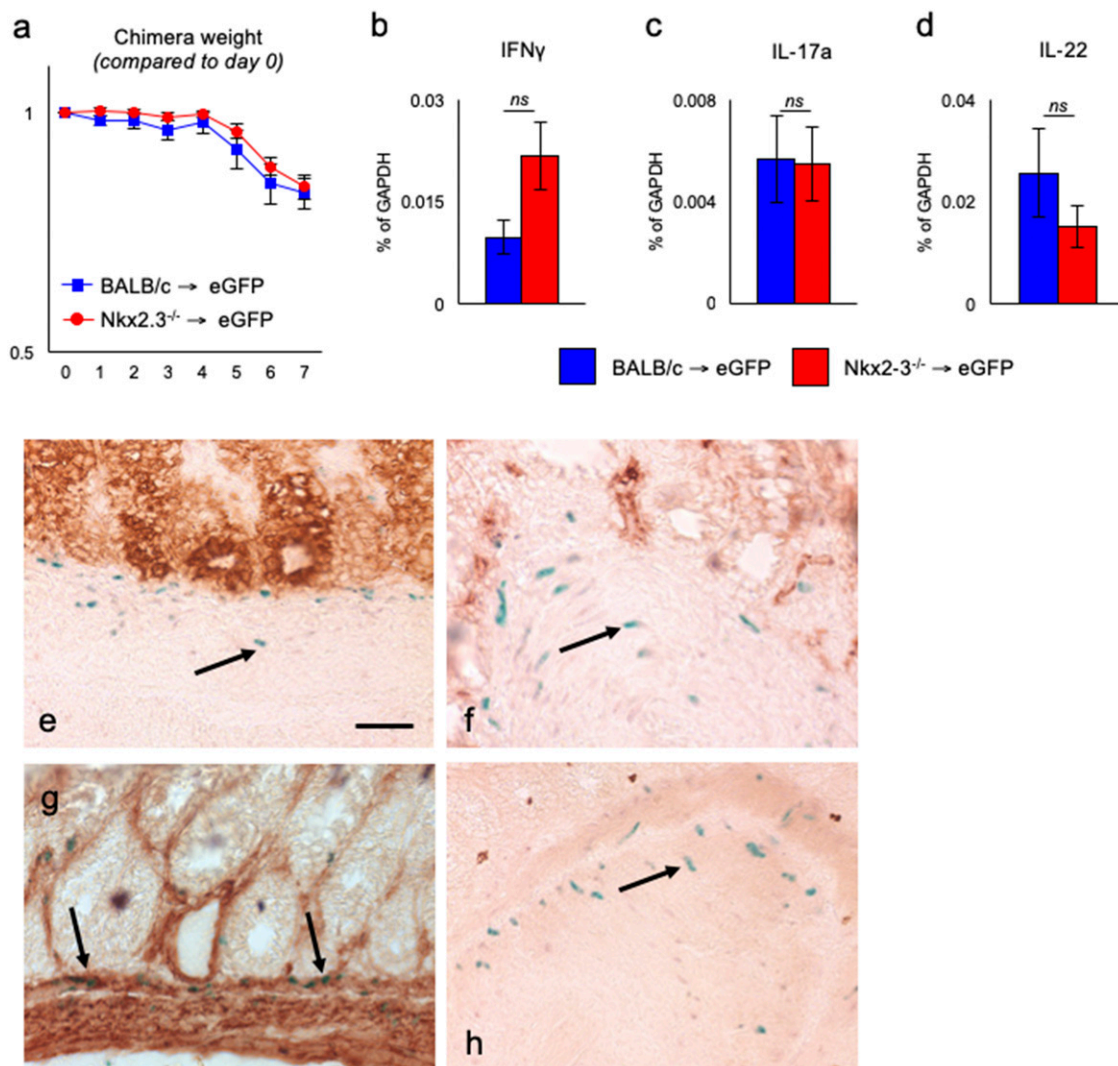 a
Chimera weight
(compared to day 0)
1
0.5
0 1 2 3 4 5 6 7
BALB/c → eGFP
Nkx2.3-/- → eGFP
b
IFNγ
ns
% of GAPDH
0.03
0.015
0
c
IL-17a
ns
% of GAPDH
0.008
0.004
0
d
IL-22
ns
% of GAPDH
0.04
0.02
0
BALB/c → eGFP
Nkx2-3-/- → eGFP
e
f
g
h